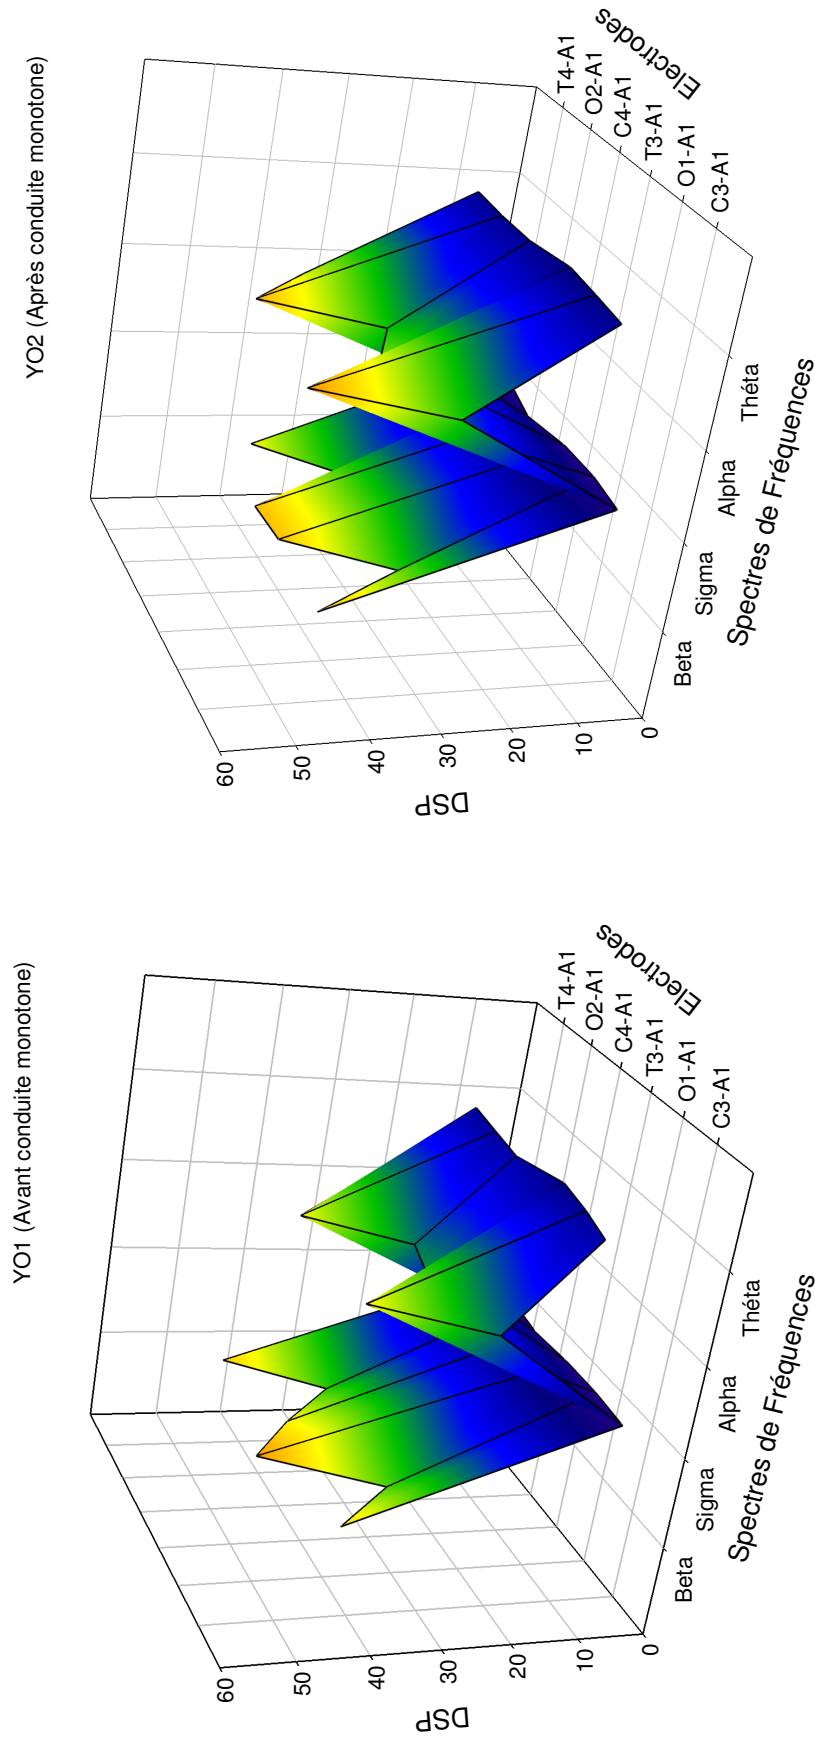 YO1 (Avant conduite monotone)
60
50
40
30
20
10
0
DSP
Beta
Sigma
Alpha
Théta
Spectres de Fréquences
C3-A1
O1-A1
T3-A1
C4-A1
O2-A1
T4-A1
Electrodes
YO2 (Après conduite monotone)
60
50
40
30
20
10
0
DSP
Beta
Sigma
Alpha
Théta
Spectres de Fréquences
C3-A1
O1-A1
T3-A1
C4-A1
O2-A1
T4-A1
Electrodes